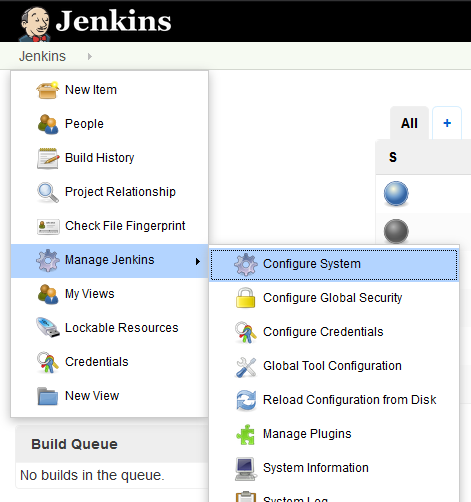 Jenkins
Jenkins
New Item
People
Build History
Project Relationship
Check File Fingerprint
Manage Jenkins
My Views
Lockable Resources
Credentials
New View
All
+
S
Configure System
Configure Global Security
Configure Credentials
Global Tool Configuration
Reload Configuration from Disk
Manage Plugins
System Information
System Log
Build Queue
No builds in the queue.